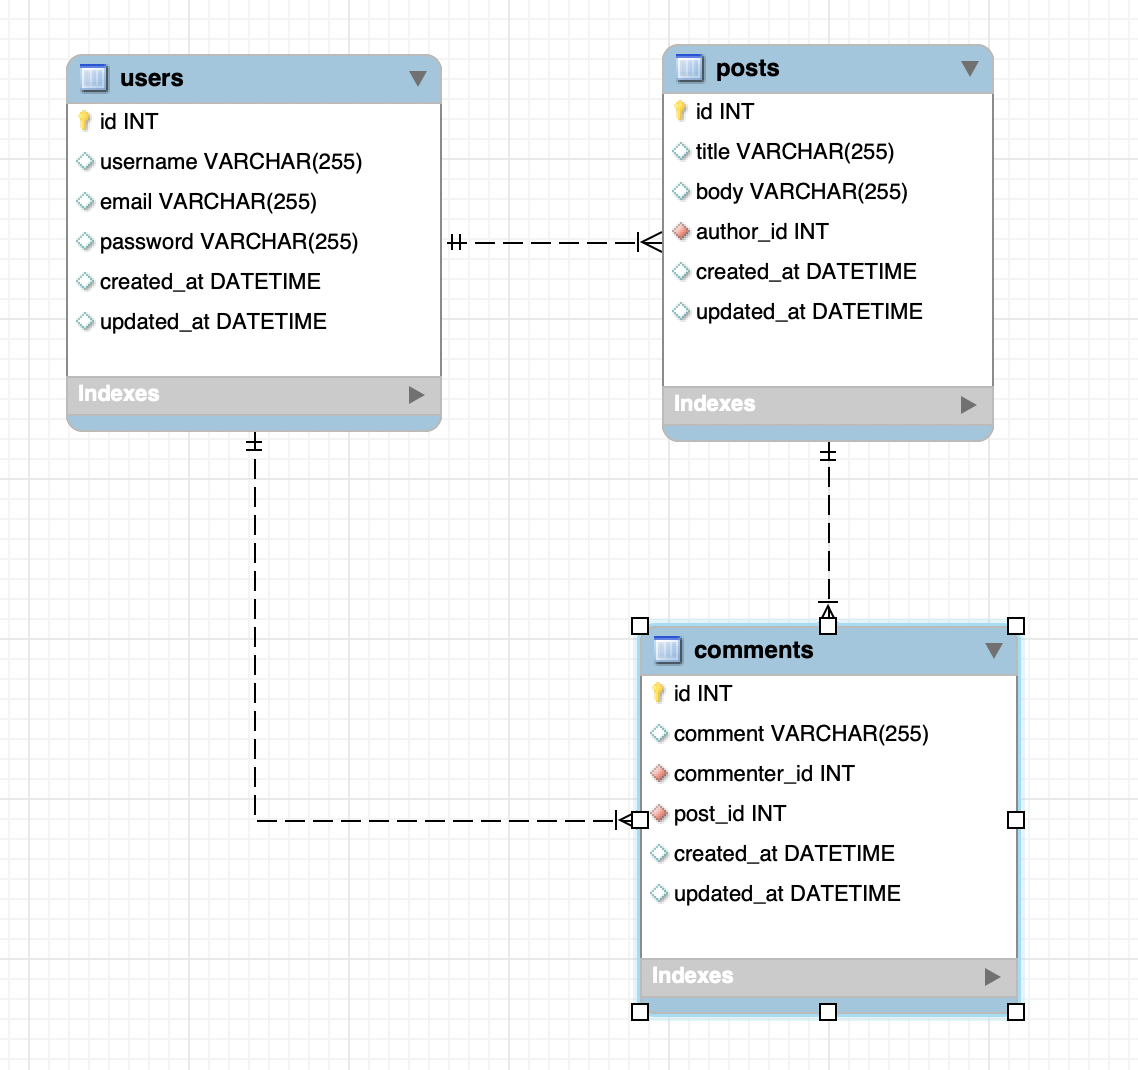 users
id INT
username VARCHAR(255)
email VARCHAR(255)
password VARCHAR(255)
created_at DATETIME
updated_at DATETIME
Indexes
posts
id INT
title VARCHAR(255)
body VARCHAR(255)
author_id INT
created_at DATETIME
updated_at DATETIME
Indexes
comments
id INT
comment VARCHAR(255)
commenter_id INT
post_id INT
created_at DATETIME
updated_at DATETIME
Indexes